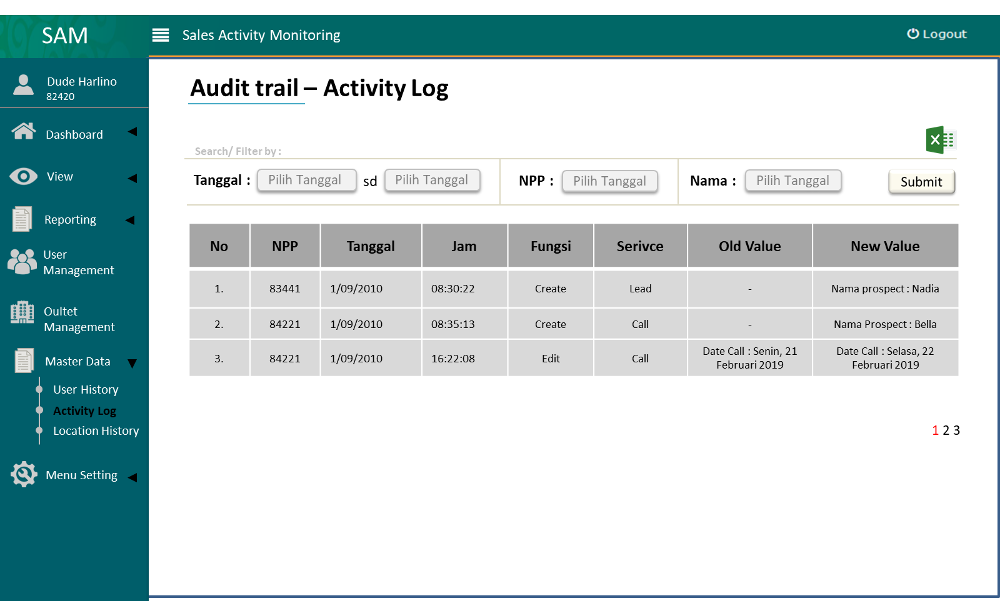 SAM
Sales Activity Monitoring
Logout
Dude Harlino
82420
Dashboard
View
Reporting
User
Management
Oultet
Management
Master Data
User History
Activity Log
Location History
Menu Setting
Audit trail – Activity Log
Search/ Filter by :
Tanggal : Pilih Tanggal sd Pilih Tanggal NPP : Pilih Tanggal Nama : Pilih Tanggal Submit
No NPP Tanggal Jam Fungsi Serivce Old Value New Value
1. 83441 1/09/2010 08:30:22 Create Lead - Nama prospect : Nadia
2. 84221 1/09/2010 08:35:13 Create Call - Nama Prospect : Bella
3. 84221 1/09/2010 16:22:08 Edit Call Date Call : Senin, 21 Februari 2019 Date Call : Selasa, 22 Februari 2019
1 2 3